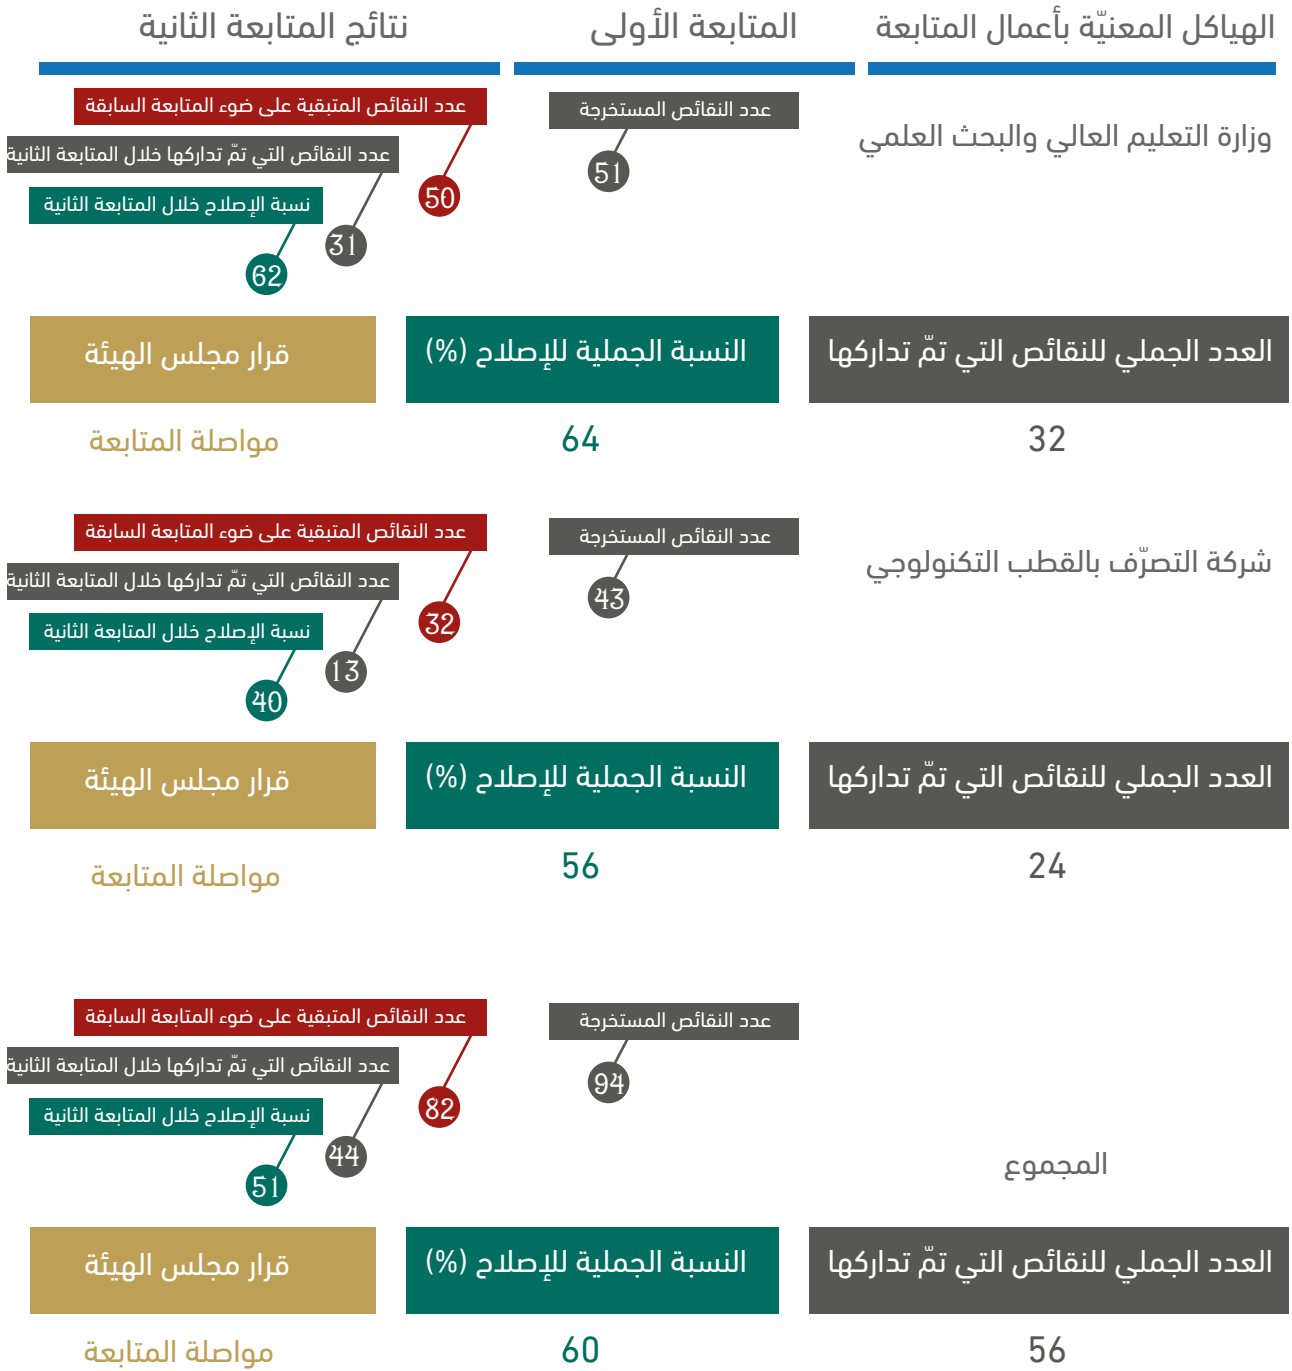 الهياكل المعنيّة بأعمال المتابعة
المتابعة الأولى
نتائج المتابعة الثانية
وزارة التعليم العالي والبحث العلمي
عدد النقائص المستخرجة
51
عدد النقائص المتبقية على ضوء المتابعة السابقة
50
عدد النقائص التي تمّ تداركها خلال المتابعة الثانية
31
نسبة الإصلاح خلال المتابعة الثانية
62
العدد الجملي للنقائص التي تمّ تداركها
النسبة الجملية للإصلاح (%)
قرار مجلس الهيئة
32
64
مواصلة المتابعة
شركة التصرّف بالقطب التكنولوجي
عدد النقائص المستخرجة
43
عدد النقائص المتبقية على ضوء المتابعة السابقة
32
عدد النقائص التي تمّ تداركها خلال المتابعة الثانية
13
نسبة الإصلاح خلال المتابعة الثانية
40
العدد الجملي للنقائص التي تمّ تداركها
النسبة الجملية للإصلاح (%)
قرار مجلس الهيئة
24
56
مواصلة المتابعة
المجموع
عدد النقائص المستخرجة
94
عدد النقائص المتبقية على ضوء المتابعة السابقة
82
عدد النقائص التي تمّ تداركها خلال المتابعة الثانية
44
نسبة الإصلاح خلال المتابعة الثانية
51
العدد الجملي للنقائص التي تمّ تداركها
النسبة الجملية للإصلاح (%)
قرار مجلس الهيئة
56
60
مواصلة المتابعة